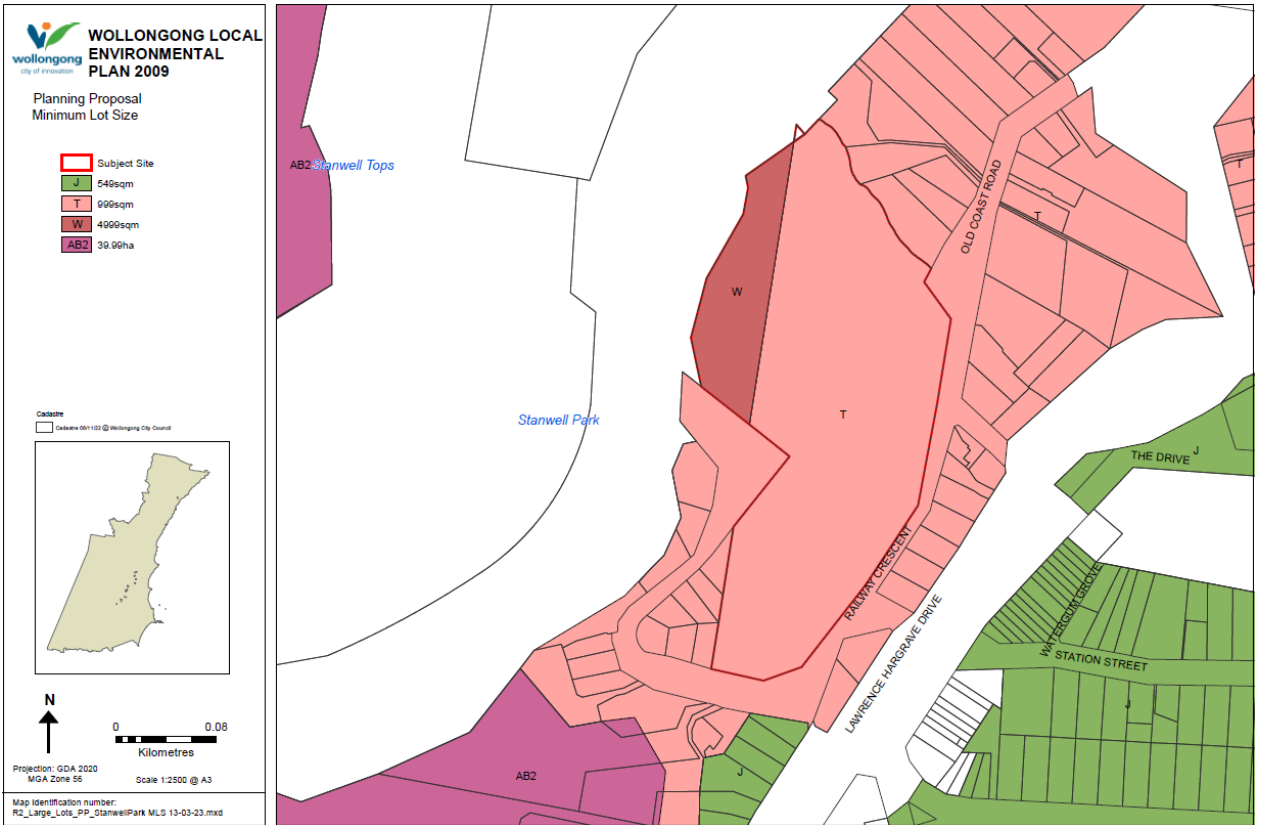 wollongong
city of innovation
WOLLONGONG LOCAL
ENVIRONMENTAL
PLAN 2009
Planning Proposal
Minimum Lot Size
Subject Site
J 549sqm
T 999sqm
W 4999sqm
AB2 39.99ha
Cadastre
Cadastre 08/11/22 @ Wollongong City Council
N
0 0.08
Kilometres
Projection: GDA 2020
MGA Zone 56
Scale 1:2500 @ A3
Map Identification number:
R2_Large_Lots_PP_StanwellPark MLS 13-03-23.mxd
AB2
Stanwell Tops
T
OLD COAST ROAD
T
W
Stanwell Park
T
THE DRIVE
J
RAILWAY CRESCENT
WATERGUM GROVE
LAWRENCE HARGRAVE DRIVE
STATION STREET
J
AB2
J